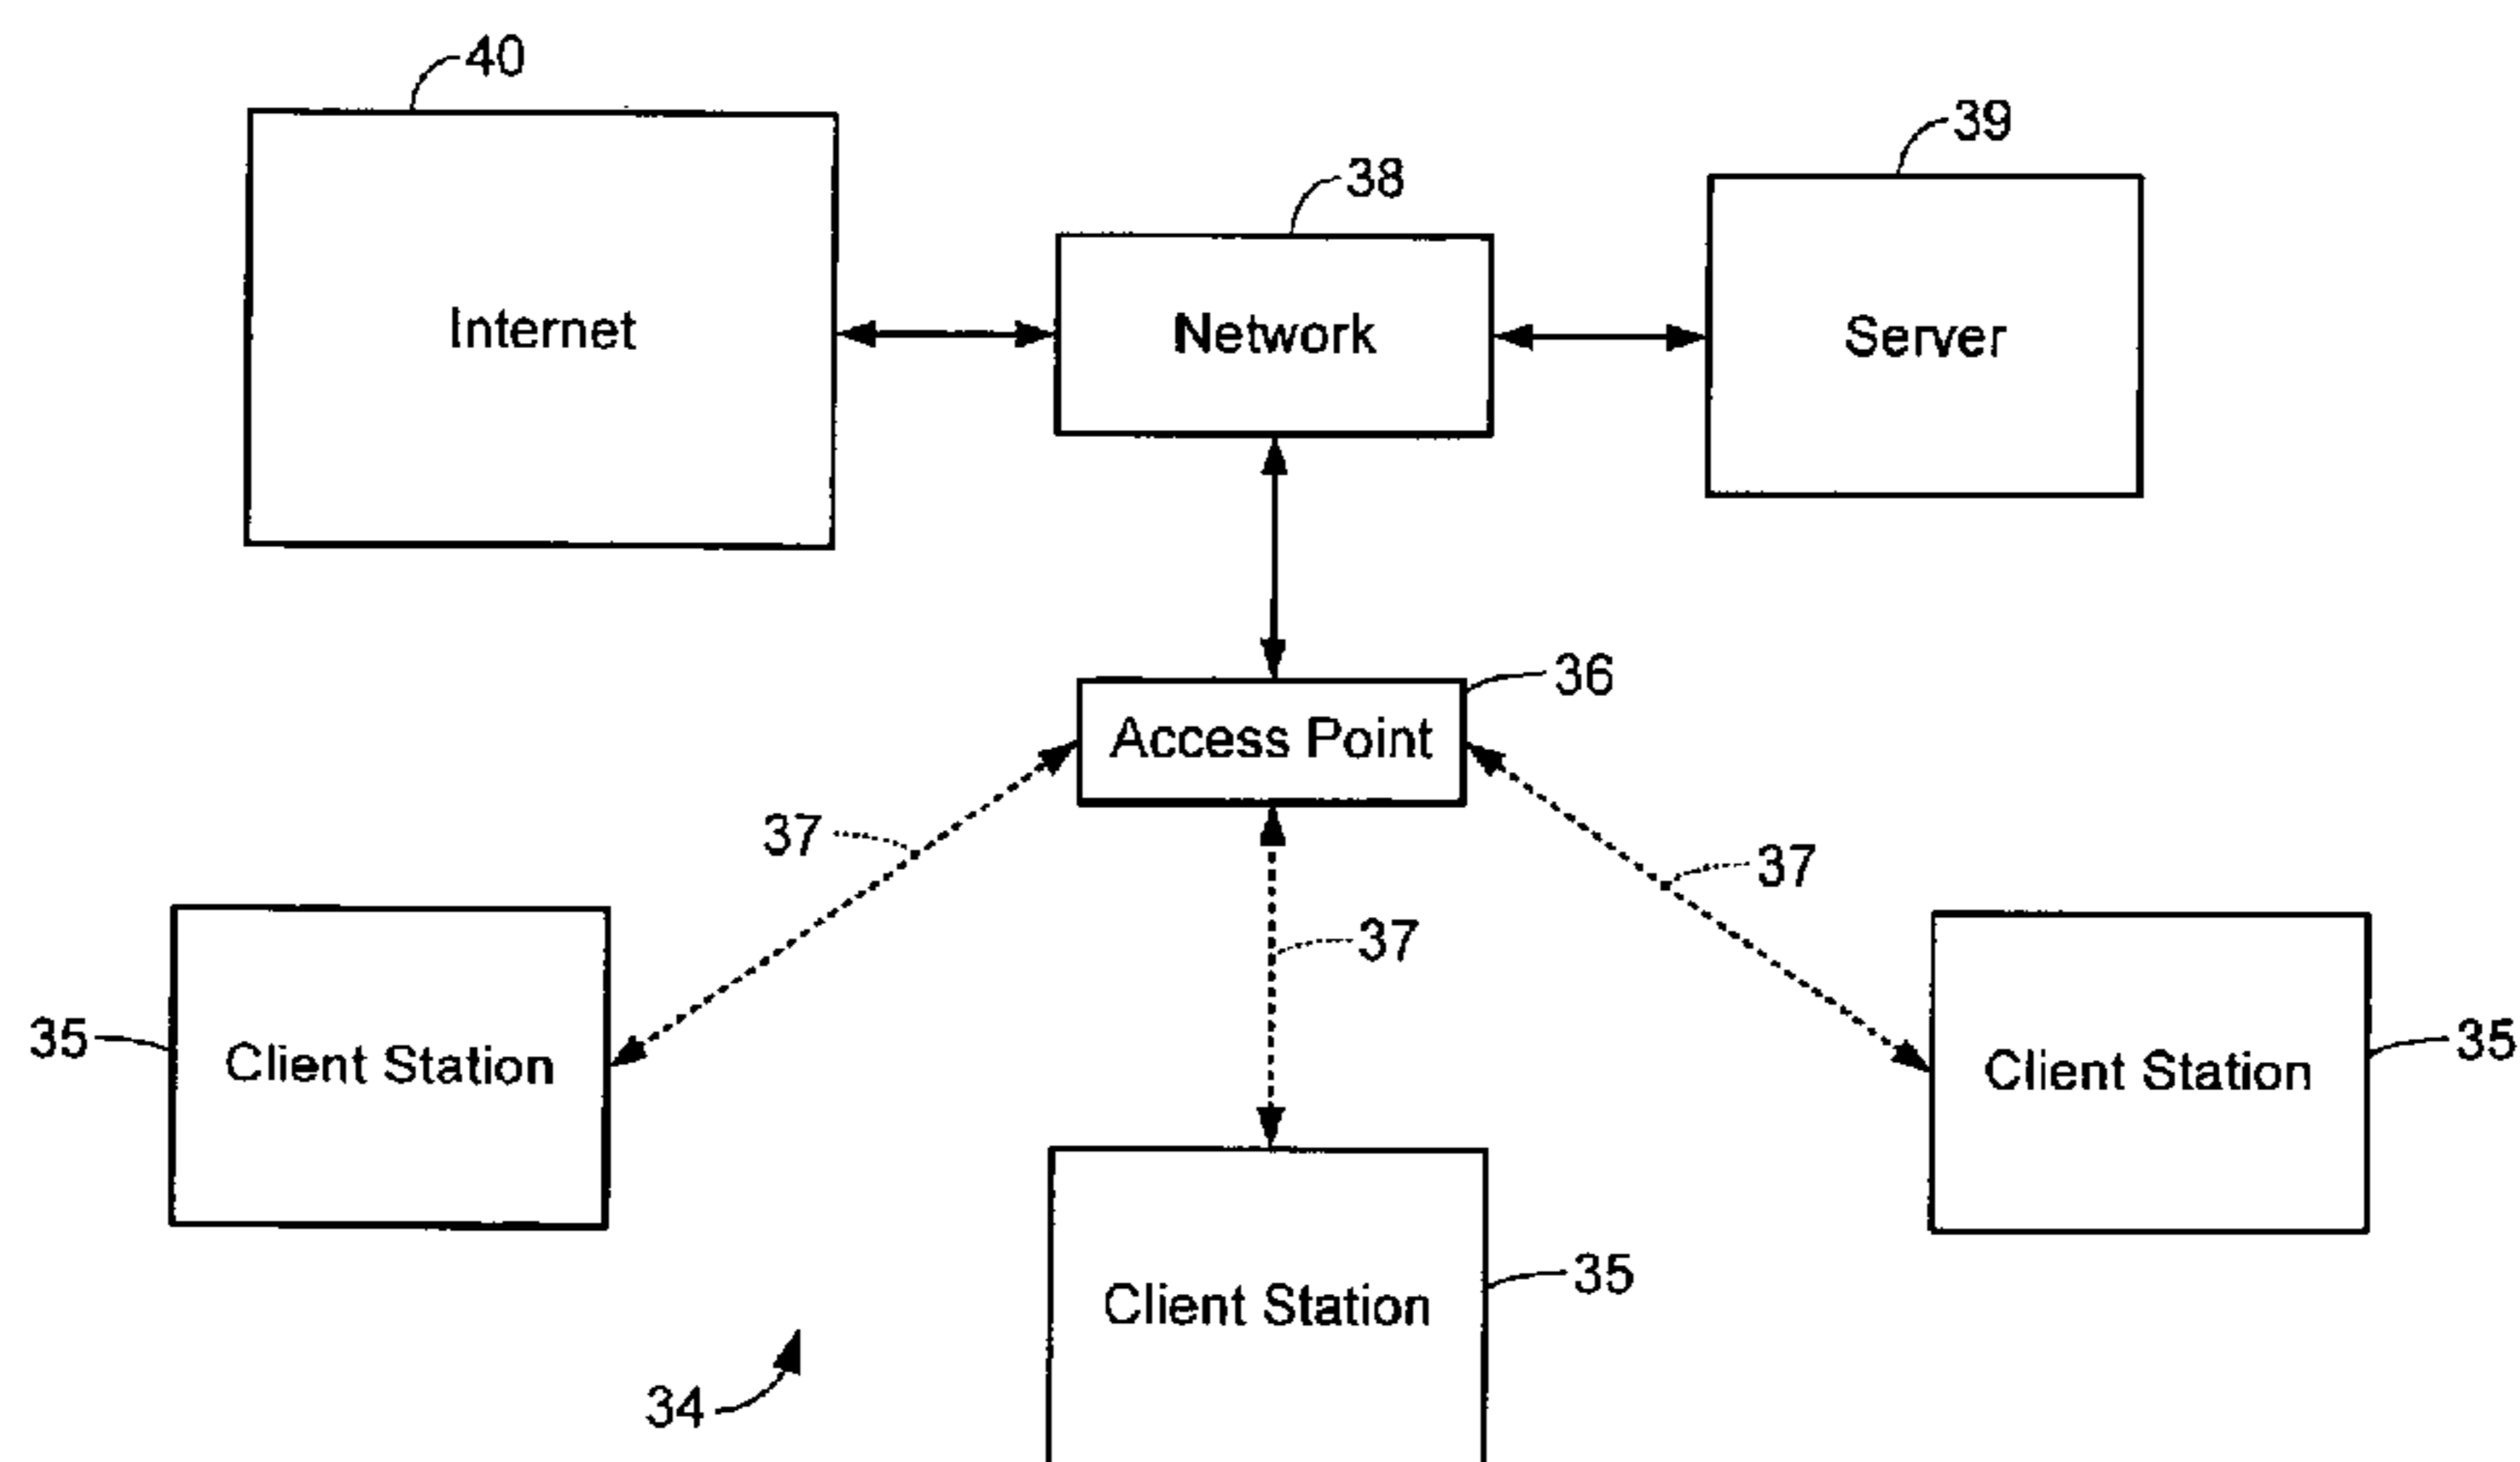 40
39
38
Internet
Network
Server
36
Access Point
37
37
37
35
Client Station
Client Station
35
Client Station
35
34